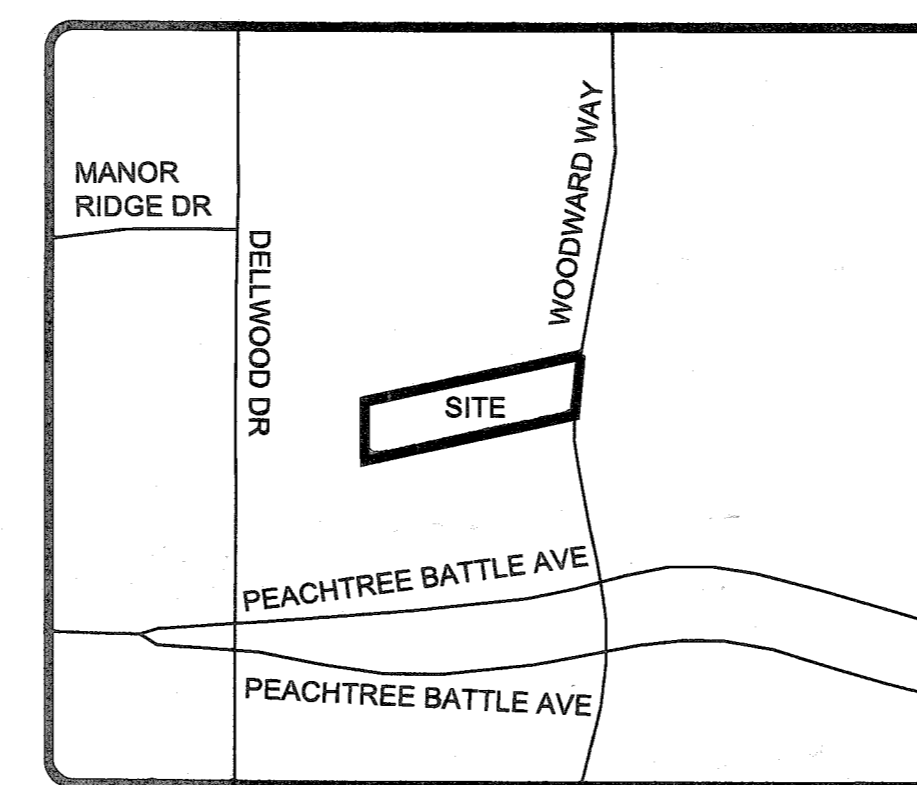 MANOR
RIDGE DR
DELLWOOD DR
WOODWARD WAY
SITE
PEACHTREE BATTLE AVE
PEACHTREE BATTLE AVE